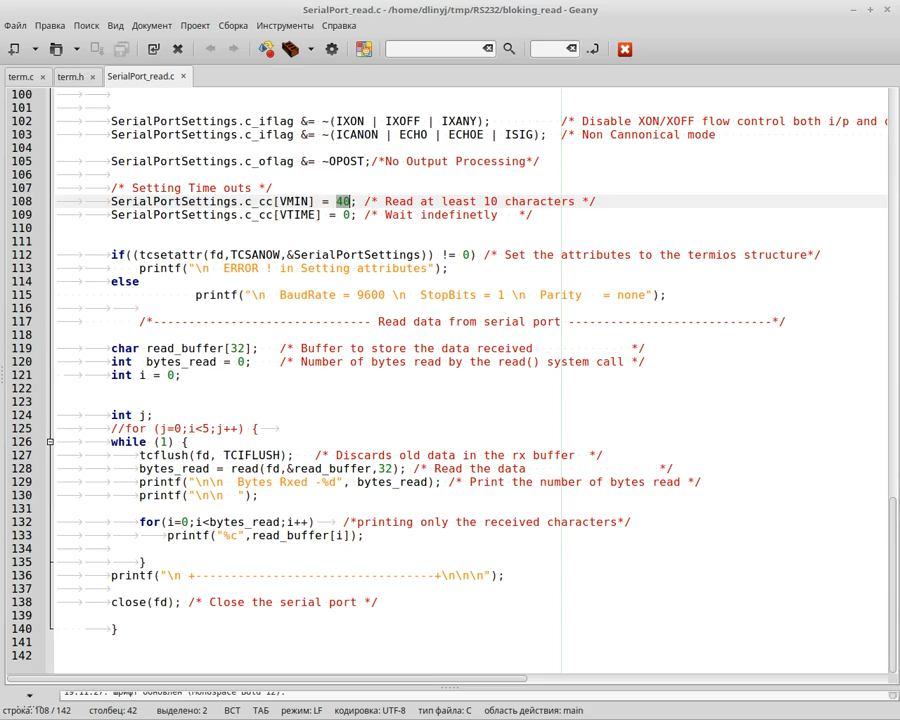 SerialPort_read.c - /home/dlinyj/tmp/RS232/bloking_read - Geany
Файл Правка Поиск Вид Документ Проект Сборка Инструменты Справка
term.c × term.h × SerialPort_read.c ×
100
101
102 SerialPortSettings.c_iflag &= ~(IXON | IXOFF | IXANY); /* Disable XON/XOFF flow control both i/p and o
103 SerialPortSettings.c_iflag &= ~(ICANON | ECHO | ECHOE | ISIG); /* Non Cannonical mode
104
105 SerialPortSettings.c_oflag &= ~OPOST;/*No Output Processing*/
106
107 /* Setting Time outs */
108 SerialPortSettings.c_cc[VMIN] = 40; /* Read at least 10 characters */
109 SerialPortSettings.c_cc[VTIME] = 0; /* Wait indefinetly */
110
111
112 if((tcsetattr(fd,TCSANOW,&SerialPortSettings)) != 0) /* Set the attributes to the termios structure*/
113 printf("\n ERROR ! in Setting attributes");
114 else
115 printf("\n BaudRate = 9600 \n StopBits = 1 \n Parity = none");
116
117 /*---------------------------- Read data from serial port -----------------------------*/
118
119 char read_buffer[32]; /* Buffer to store the data received */
120 int bytes_read = 0; /* Number of bytes read by the read() system call */
121 int i = 0;
122
123
124 int j;
125 //for (j=0;i<5;j++) {
126 while (1) {
127 tcflush(fd, TCIFLUSH); /* Discards old data in the rx buffer */
128 bytes_read = read(fd,&read_buffer,32); /* Read the data */
129 printf("\n\n Bytes Rxed -%d", bytes_read); /* Print the number of bytes read */
130 printf("\n\n ");
131
132 for(i=0;i<bytes_read;i++) /*printing only the received characters*/
133 printf("%c",read_buffer[i]);
134
135 }
136 printf("\n +----------------------------------+\n\n\n");
137
138 close(fd); /* Close the serial port */
139
140 }
141
142
19:11:27: Шрифт обновлён (Monospace Bold 12).
строка: 108 / 142 столбец: 42 выделено: 2 ВСТ ТАБ режим: LF кодировка: UTF-8 тип файла: C область действия: main